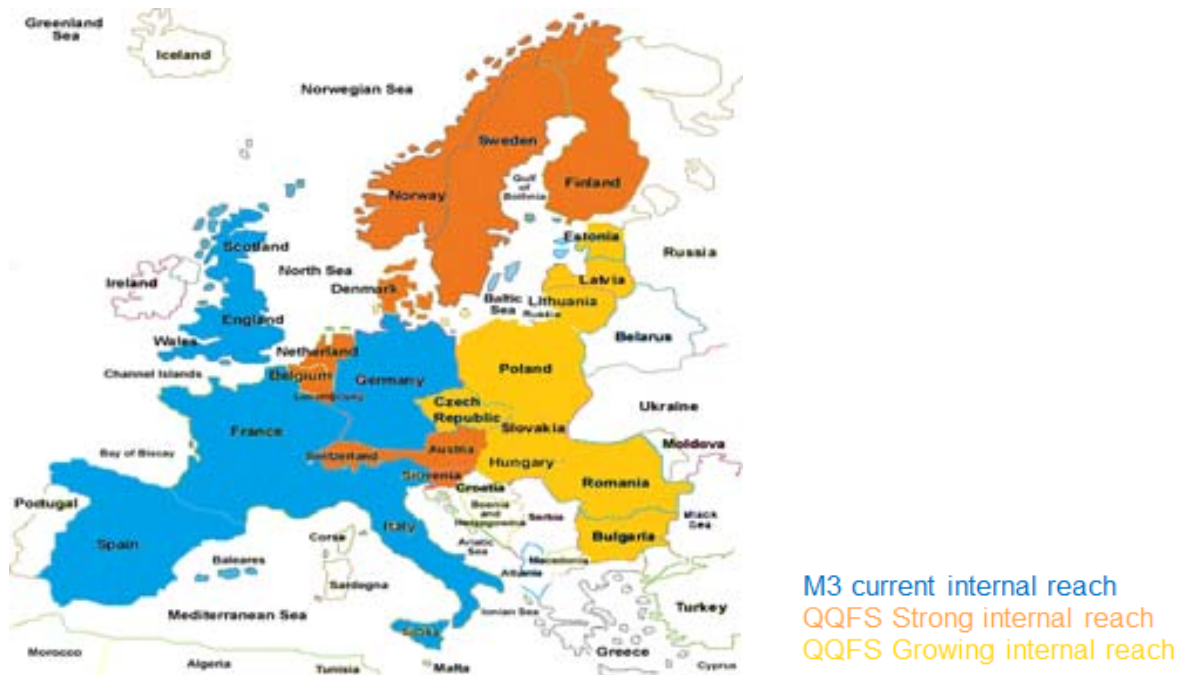 Greenland
Sea
Iceland
Norwegian Sea
Sweden
Norway
Finland
Gulf
of
Bothnia
Scotland
Estonia
Russia
North Sea
Ireland
Denmark
Latvia
Baltic
Sea
Lithuania
Russia
England
Wales
Belarus
Netherland
Channel Islands
Belgium
Germany
Poland
Luxembourg
Czech
Republic
Ukraine
France
Slovakia
Moldova
Bay of Biscay
Switzerland
Austria
Hungary
Slovenia
Romania
Croatia
Portugal
Bosnia
and
Herzegovina
Serbia
Black
Sea
Spain
Italy
Corse
Bulgaria
Baleares
Macedonia
Albania
Sardegna
Mediterranean Sea
Ionian Sea
Turkey
Greece
Morocco
Algeria
Tunisia
Malta
Cyprus
M3 current internal reach
QQFS Strong internal reach
QQFS Growing internal reach